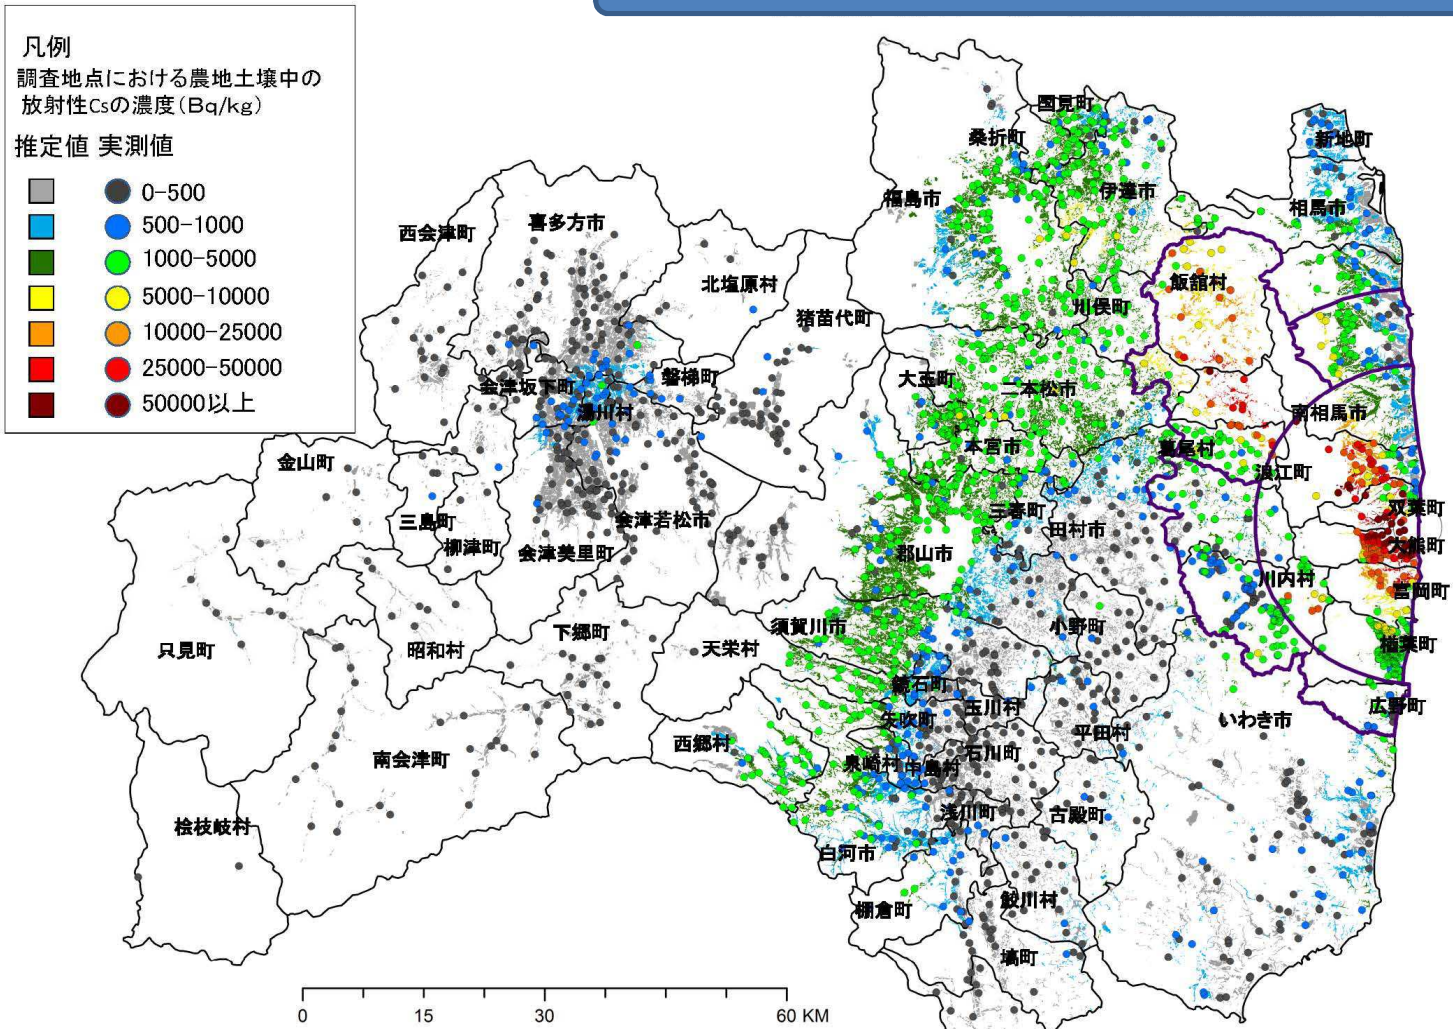 凡例
調査地点における農地土壌中の
放射性Csの濃度(Bq/kg)
推定値 実測値
0-500
500-1000
1000-5000
5000-10000
10000-25000
25000-50000
50000以上
国見町
桑折町
新地町
福島市
伊達市
相馬市
西会津町
喜多方市
北塩原村
飯舘村
川俣町
猪苗代町
会津坂下町
磐梯町
大玉町
二本松市
湯川村
南相馬市
本宮市
葛尾村
浪江町
金山町
三島町
会津若松市
三春町
田村市
双葉町
柳津町
会津美里町
郡山市
大熊町
川内村
富岡町
只見町
昭和村
下郷町
天栄村
須賀川市
小野町
楢葉町
鏡石町
玉川村
矢吹町
いわき市
広野町
南会津町
西郷村
泉崎村
中島村
石川町
平田村
桧枝岐村
浅川町
古殿町
白河市
棚倉町
鮫川村
塙町
0 15 30 60 KM